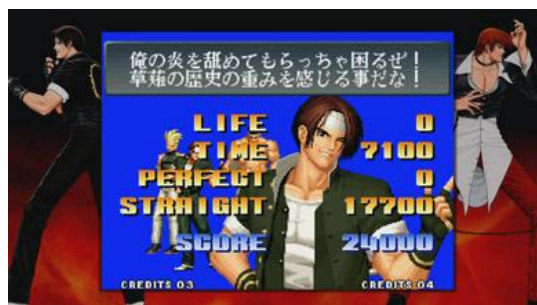 俺の炎を舐めてもらっちゃ困るぜ!
草薙の歴史の重みを感じる事だな!
LIFE 0
TIME 7100
PERFECT 0
STRAIGHT 17700
SCORE 24000
CREDITS 03 CREDITS 04